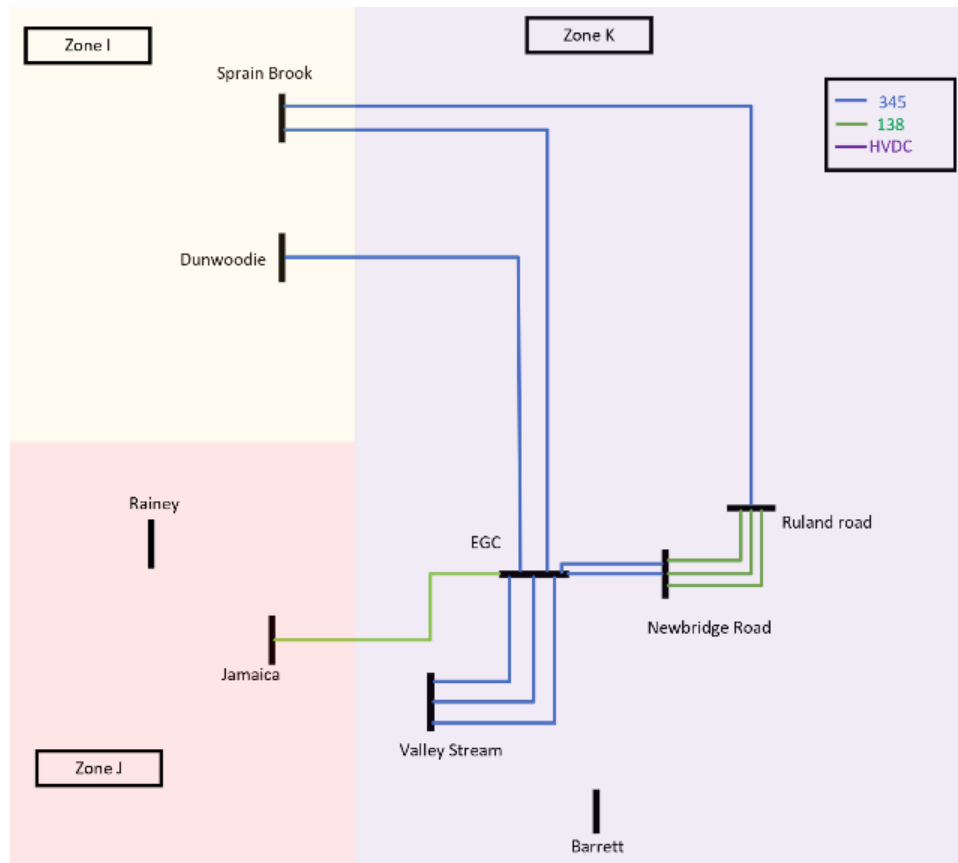 Zone I
Zone K
Sprain Brook
345
138
HVDC
Dunwoodie
Rainey
Ruland road
EGC
Newbridge Road
Jamaica
Valley Stream
Zone J
Barrett